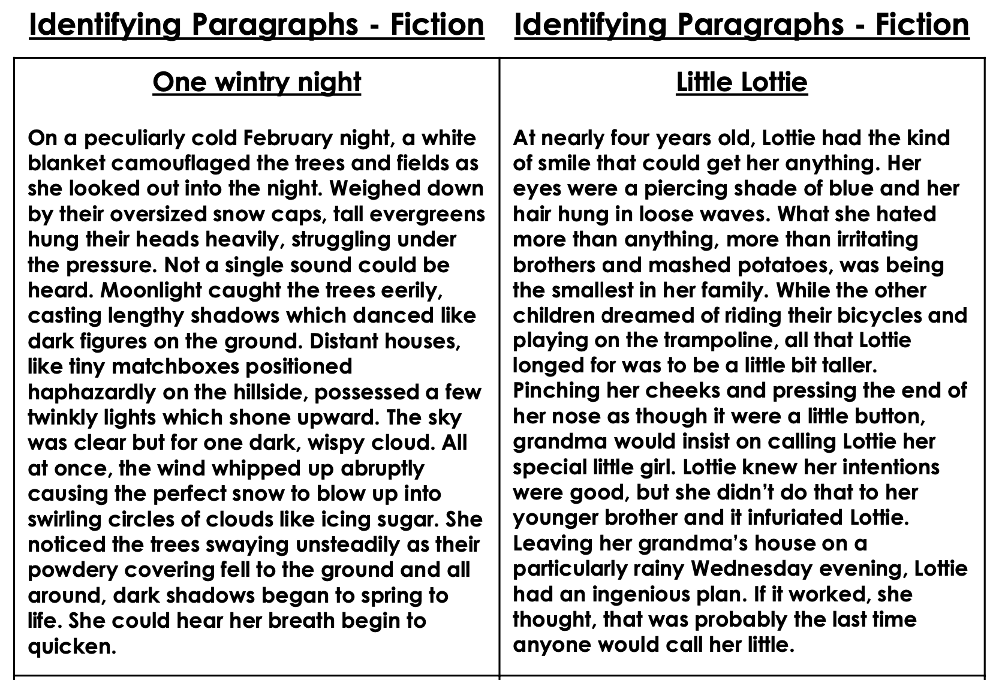 Identifying Paragraphs - Fiction
One wintry night
On a peculiarly cold February night, a white
blanket camouflaged the trees and fields as
she looked out into the night. Weighed down
by their oversized snow caps, tall evergreens
hung their heads heavily, struggling under
the pressure. Not a single sound could be
heard. Moonlight caught the trees eerily,
casting lengthy shadows which danced like
dark figures on the ground. Distant houses,
like tiny matchboxes positioned
haphazardly on the hillside, possessed a few
twinkly lights which shone upward. The sky
was clear but for one dark, wispy cloud. All
at once, the wind whipped up abruptly
causing the perfect snow to blow up into
swirling circles of clouds like icing sugar. She
noticed the trees swaying unsteadily as their
powdery covering fell to the ground and all
around, dark shadows began to spring to
life. She could hear her breath begin to
quicken.
Identifying Paragraphs - Fiction
Little Lottie
At nearly four years old, Lottie had the kind
of smile that could get her anything. Her
eyes were a piercing shade of blue and her
hair hung in loose waves. What she hated
more than anything, more than irritating
brothers and mashed potatoes, was being
the smallest in her family. While the other
children dreamed of riding their bicycles and
playing on the trampoline, all that Lottie
longed for was to be a little bit taller.
Pinching her cheeks and pressing the end of
her nose as though it were a little button,
grandma would insist on calling Lottie her
special little girl. Lottie knew her intentions
were good, but she didn’t do that to her
younger brother and it infuriated Lottie.
Leaving her grandma’s house on a
particularly rainy Wednesday evening, Lottie
had an ingenious plan. If it worked, she
thought, that was probably the last time
anyone would call her little.